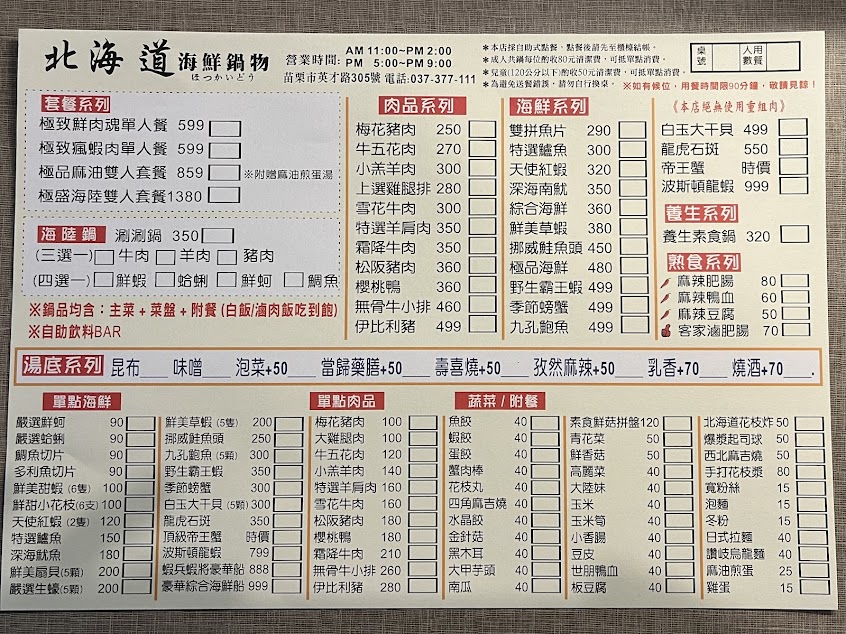 北海道海鮮鍋物
ほつかいどう
營業時間: AM 11:00~PM 2:00
PM 5:00~PM 9:00
苗栗市英才路305號 電話:037-377-111
*本店採自助式點餐,點餐後請先至櫃檯結帳。
*成人共鍋每位酌收80元清潔費,可抵單點消費。
*兒童(120公分以下)酌收50元清潔費,可抵單點消費。
*為避免送餐錯誤,請勿自行換桌。
※如有候位,用餐時間限90分鐘,敬請見諒!
桌號
用餐人數
套餐系列
極致鮮肉魂單人餐 599
極致瘋蝦肉單人餐 599
極品麻油雙人套餐 859 ※附贈麻油煎蛋湯
極盛海陸雙人套餐1380
海陸鍋 涮涮鍋 350
(三選一) 牛肉 羊肉 豬肉
(四選一) 鮮蝦 蛤蜊 鮮蚵 鯛魚
※鍋品均含:主菜+菜盤+附餐(白飯/滷肉飯吃到飽)
※自助飲料BAR
肉品系列
梅花豬肉 250
牛五花肉 270
小羔羊肉 300
上選雞腿排 280
雪花牛肉 300
特選羊肩肉 350
霜降牛肉 350
松阪豬肉 360
櫻桃鴨 360
無骨牛小排 460
伊比利豬 499
海鮮系列
雙拼魚片 290
特選鱸魚 300
天使紅蝦 320
深海南魷 350
綜合海鮮 360
鮮美草蝦 380
挪威鮭魚頭 450
極品海鮮 480
野生霸王蝦 499
季節螃蟹 499
九孔鮑魚 499
《本店絕無使用重組肉》
白玉大干貝 499
龍虎石斑 550
帝王蟹 時價
波斯頓龍蝦 999
養生系列
養生素食鍋 320
熟食系列
麻辣肥腸 80
麻辣鴨血 60
麻辣豆腐 50
客家滷肥腸 70
湯底系列 昆布 味噌 泡菜+50 當歸藥膳+50 壽喜燒+50 孜然麻辣+50 乳香+70 燒酒+70 .
單點海鮮
嚴選鮮蚵 90
嚴選蛤蜊 90
鯛魚切片 90
多利魚切片 90
鮮美甜蝦(6隻) 100
鮮甜小花枝(6支) 100
天使紅蝦(2隻) 120
特選鱸魚 150
深海魷魚 180
鮮美扇貝(5顆) 200
嚴選生蠔(5顆) 200
鮮美草蝦(5隻) 200
挪威鮭魚頭 250
九孔鮑魚(5顆) 300
野生霸王蝦 350
季節螃蟹 300
白玉大干貝(5顆) 300
龍虎石斑 350
頂級帝王蟹 時價
波斯頓龍蝦 799
蝦兵蝦將豪華船 888
豪華綜合海鮮船 999
單點肉品
梅花豬肉 100
大雞腿肉 100
牛五花肉 120
小羔羊肉 140
特選羊肩肉 160
雪花牛肉 160
松阪豬肉 180
櫻桃鴨 180
霜降牛肉 210
無骨牛小排 260
伊比利豬 280
蔬菜/附餐
魚餃 40
蝦餃 40
蛋餃 40
蟹肉棒 40
花枝丸 40
四角麻吉燒 40
水晶餃 40
金針菇 40
黑木耳 40
大甲芋頭 40
南瓜 40
素食鮮菇拼盤120
青花菜 50
鮮香菇 50
高麗菜 40
大陸妹 40
玉米 40
玉米筍 40
小香腸 40
豆皮 40
世朋鴨血 40
板豆腐 40
北海道花枝炸 50
爆漿起司球 50
西北麻吉燒 50
手打花枝漿 80
寬粉絲 15
泡麵 15
冬粉 15
日式拉麵 40
讚岐烏龍麵 40
麻油煎蛋 25
雞蛋 15